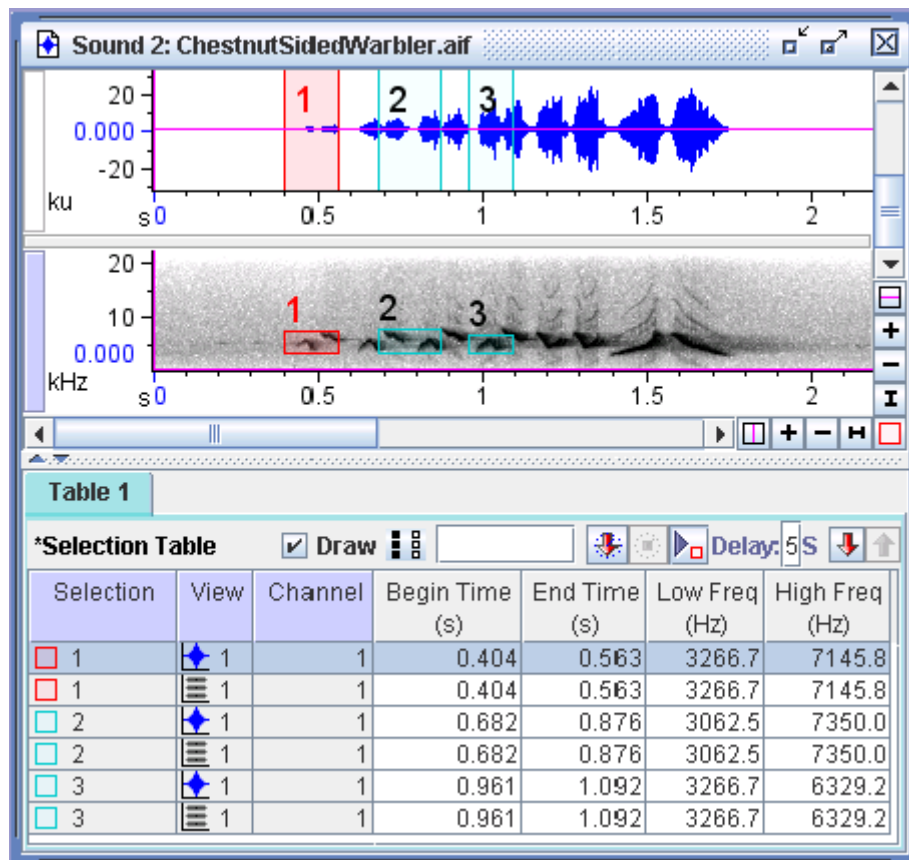 Sound 2: ChestnutSidedWarbler.aif
20
0.000
-20
ku
1 2 3
s 0 0.5 1 1.5 2
20
10
0.000
kHz
1 2 3
s 0 0.5 1 1.5 2
Table 1
*Selection Table Draw Delay: 5 S
Selection View Channel Begin Time (s) End Time (s) Low Freq (Hz) High Freq (Hz)
1 1 1 0.404 0.563 3266.7 7145.8
1 1 1 0.404 0.563 3266.7 7145.8
2 1 1 0.682 0.876 3062.5 7350.0
2 1 1 0.682 0.876 3062.5 7350.0
3 1 1 0.961 1.092 3266.7 6329.2
3 1 1 0.961 1.092 3266.7 6329.2